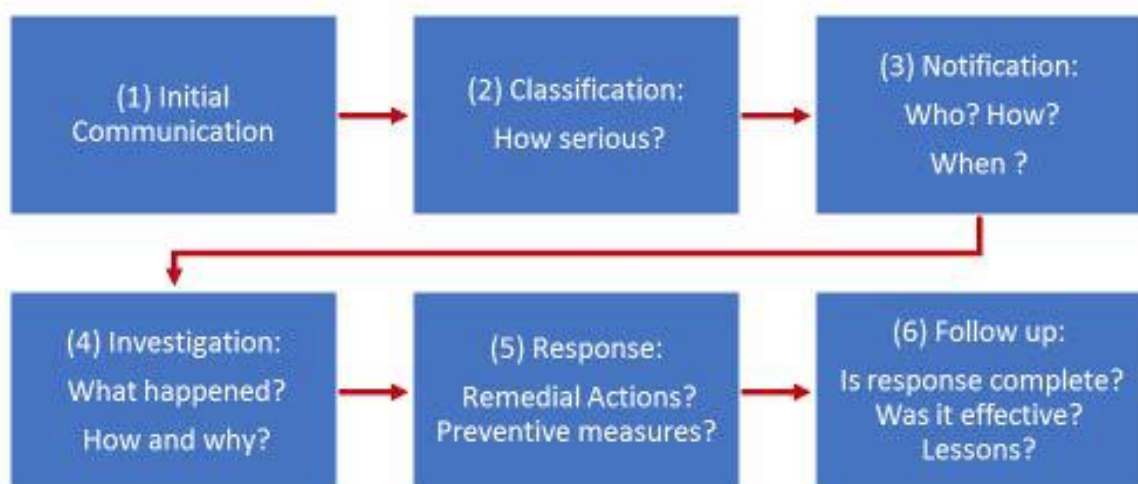 (1) Initial
Communication
(2) Classification:
How serious?
(3) Notification:
Who? How?
When ?
(4) Investigation:
What happened?
How and why?
(5) Response:
Remedial Actions?
Preventive measures?
(6) Follow up:
Is response complete?
Was it effective?
Lessons?